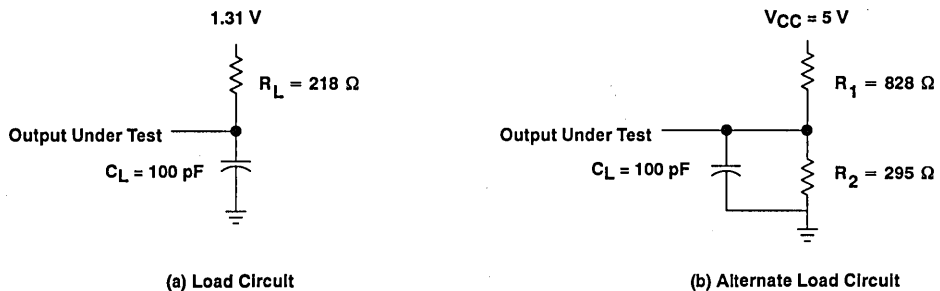 1.31 V
R_L = 218 Ω
Output Under Test
C_L = 100 pF
(a) Load Circuit
V_CC = 5 V
R_1 = 828 Ω
Output Under Test
C_L = 100 pF
R_2 = 295 Ω
(b) Alternate Load Circuit